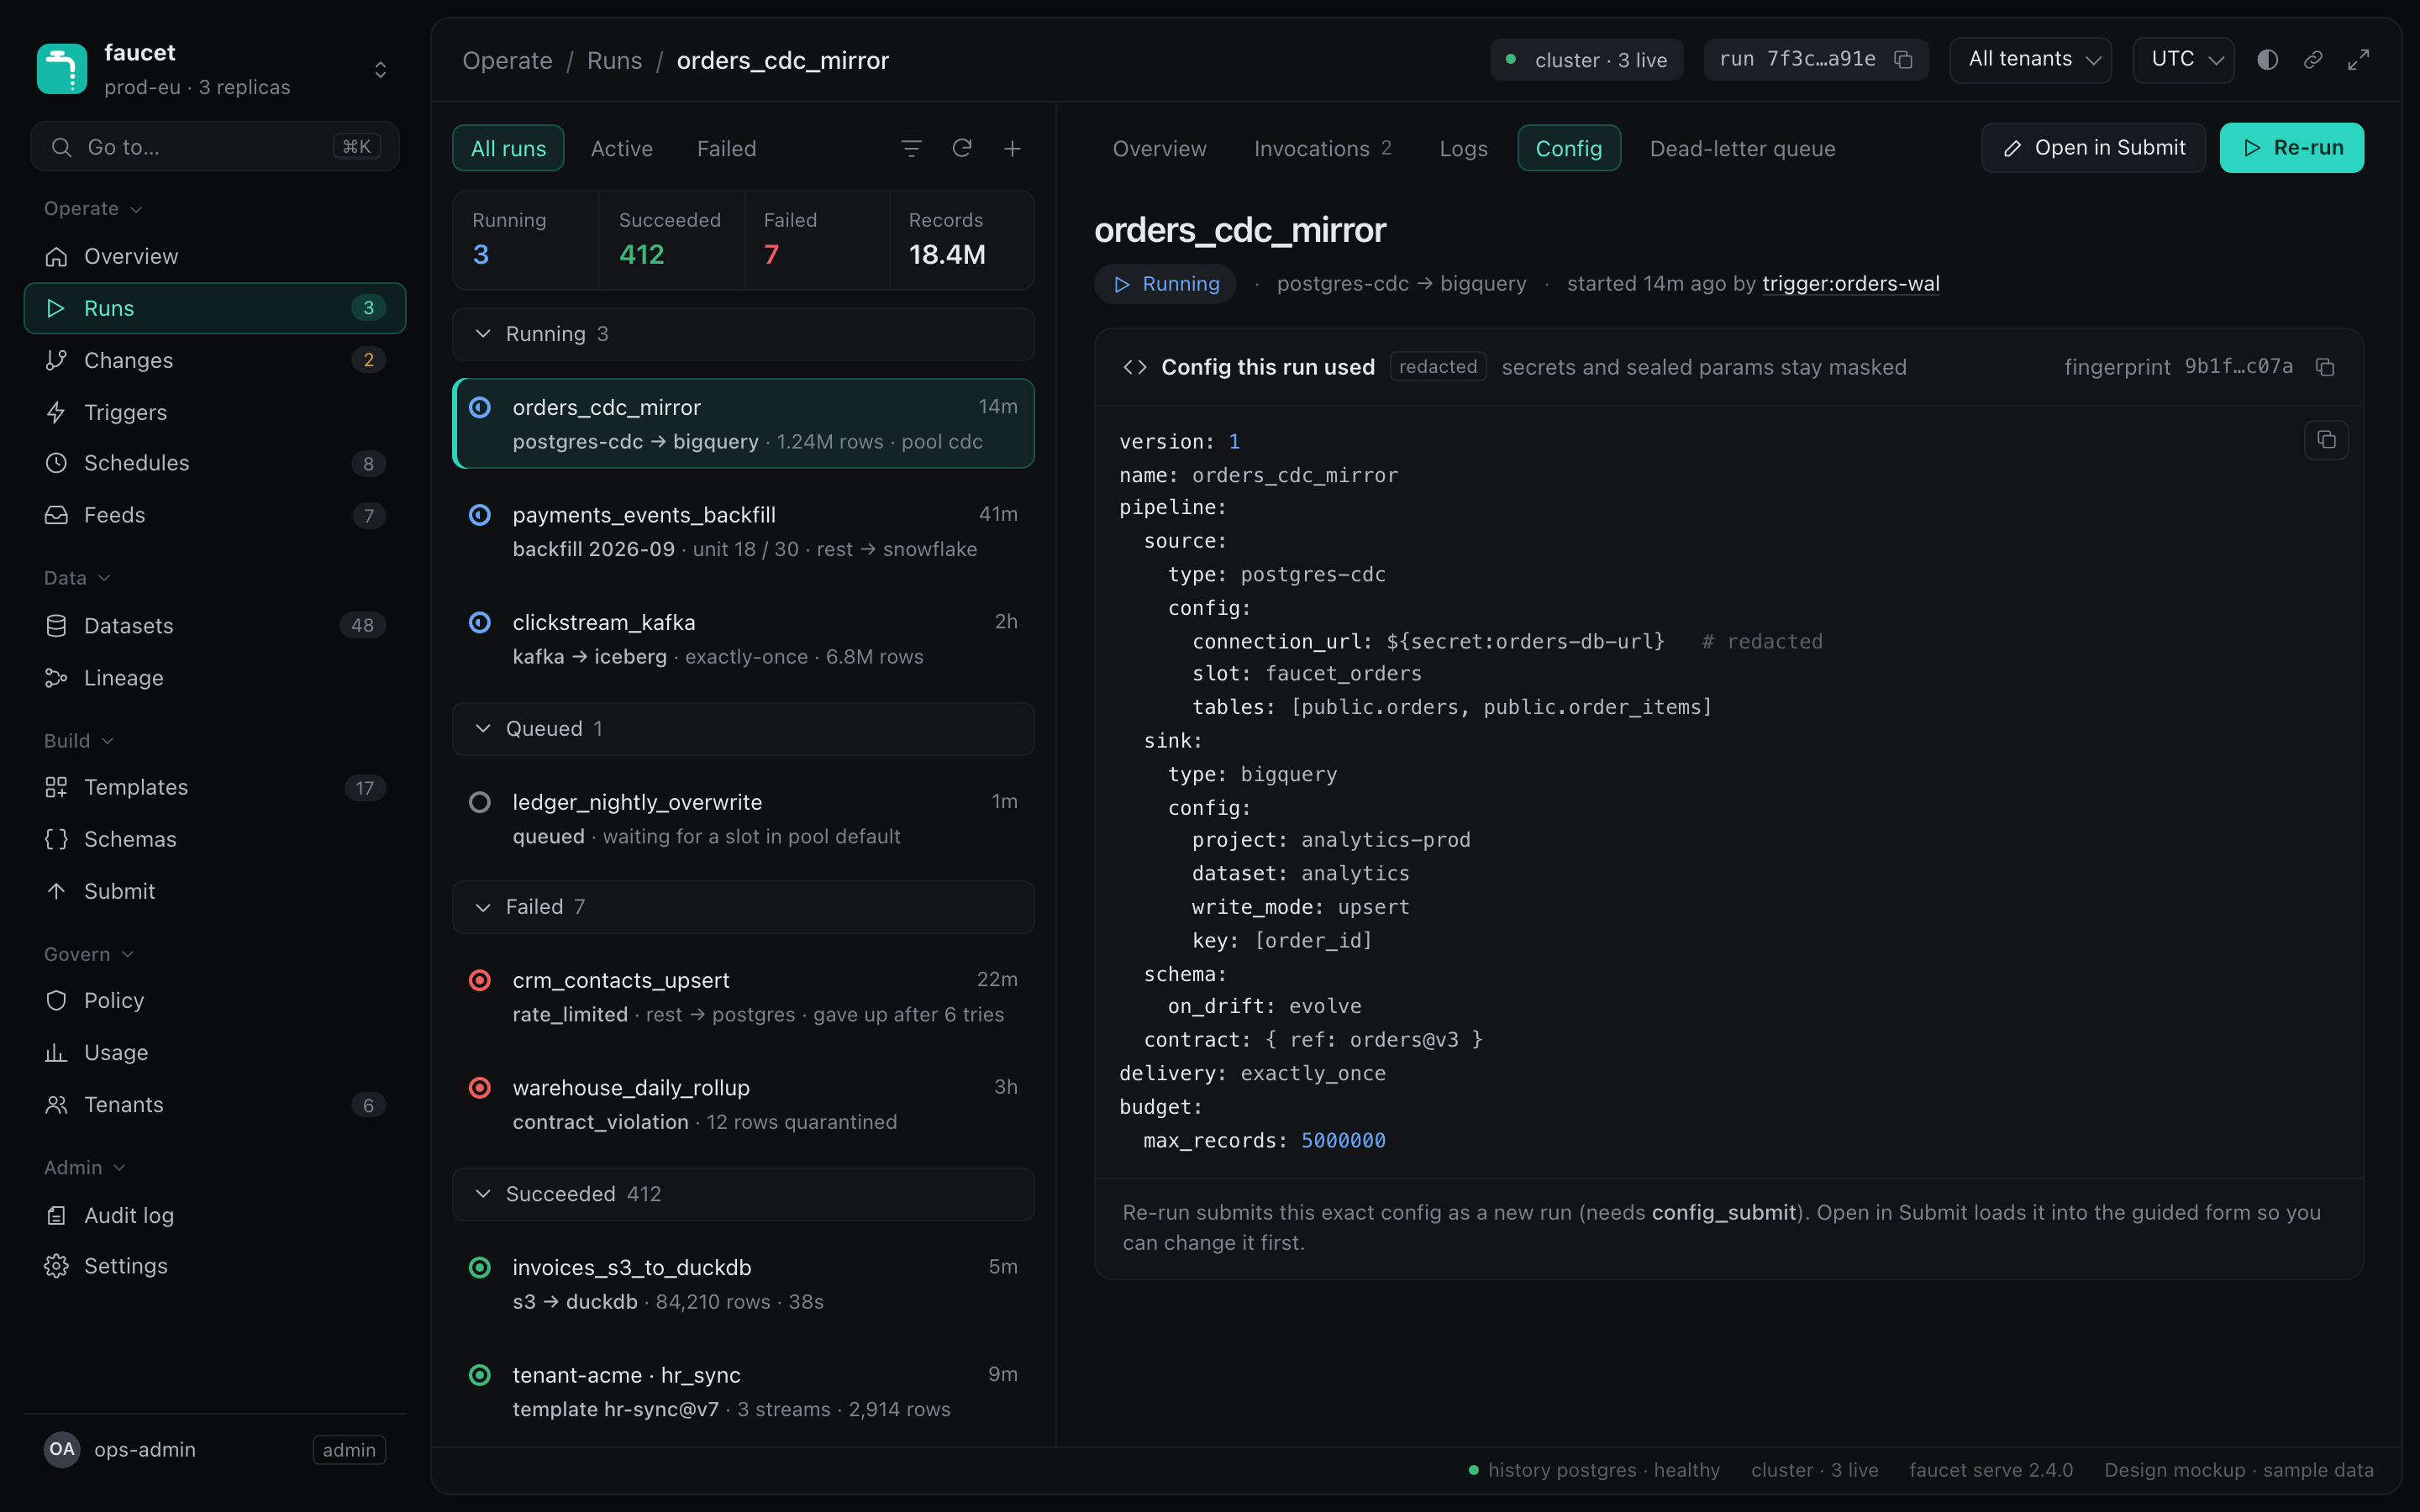 faucet
prod-eu · 3 replicas
Go to... ⌘K
Operate
Overview
Runs 3
Changes 2
Triggers
Schedules 8
Feeds 7
Data
Datasets 48
Lineage
Build
Templates 17
Schemas
Submit
Govern
Policy
Usage
Tenants 6
Admin
Audit log
Settings
OA ops-admin admin
Operate / Runs / orders_cdc_mirror
cluster · 3 live
run 7f3c…a91e
All tenants
UTC
All runs Active Failed
Running Succeeded Failed Records
3 412 7 18.4M
Running 3
orders_cdc_mirror 14m
postgres-cdc → bigquery · 1.24M rows · pool cdc
payments_events_backfill 41m
backfill 2026-09 · unit 18 / 30 · rest → snowflake
clickstream_kafka 2h
kafka → iceberg · exactly-once · 6.8M rows
Queued 1
ledger_nightly_overwrite 1m
queued · waiting for a slot in pool default
Failed 7
crm_contacts_upsert 22m
rate_limited · rest → postgres · gave up after 6 tries
warehouse_daily_rollup 3h
contract_violation · 12 rows quarantined
Succeeded 412
invoices_s3_to_duckdb 5m
s3 → duckdb · 84,210 rows · 38s
tenant-acme · hr_sync 9m
template hr-sync@v7 · 3 streams · 2,914 rows
Overview Invocations 2 Logs Config Dead-letter queue
Open in Submit
Re-run
orders_cdc_mirror
Running · postgres-cdc → bigquery · started 14m ago by trigger:orders-wal
Config this run used redacted secrets and sealed params stay masked fingerprint 9b1f…c07a
version: 1
name: orders_cdc_mirror
pipeline:
  source:
    type: postgres-cdc
    config:
      connection_url: ${secret:orders-db-url}   # redacted
      slot: faucet_orders
      tables: [public.orders, public.order_items]
  sink:
    type: bigquery
    config:
      project: analytics-prod
      dataset: analytics
      write_mode: upsert
      key: [order_id]
  schema:
    on_drift: evolve
  contract: { ref: orders@v3 }
delivery: exactly_once
budget:
  max_records: 5000000
Re-run submits this exact config as a new run (needs config_submit). Open in Submit loads it into the guided form so you
can change it first.
history postgres · healthy cluster · 3 live faucet serve 2.4.0 Design mockup · sample data